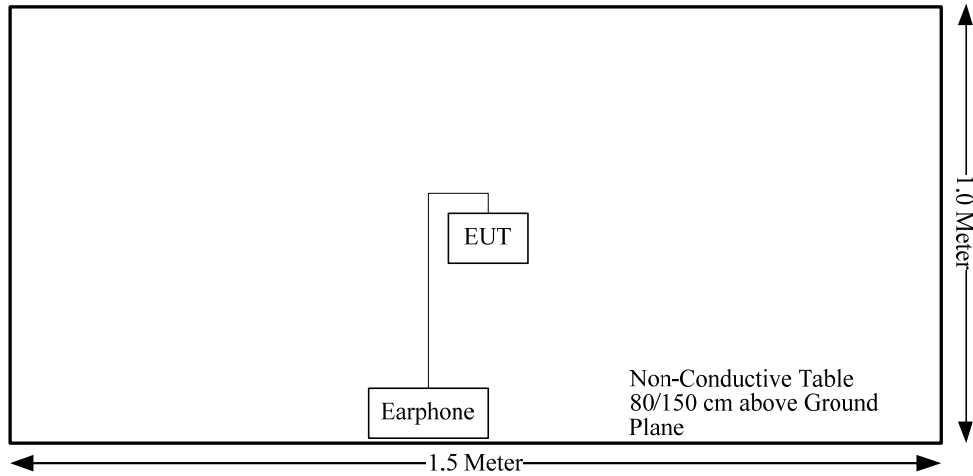 EUT
1.0 Meter
Earphone
Non-Conductive Table
80/150 cm above Ground
Plane
1.5 Meter